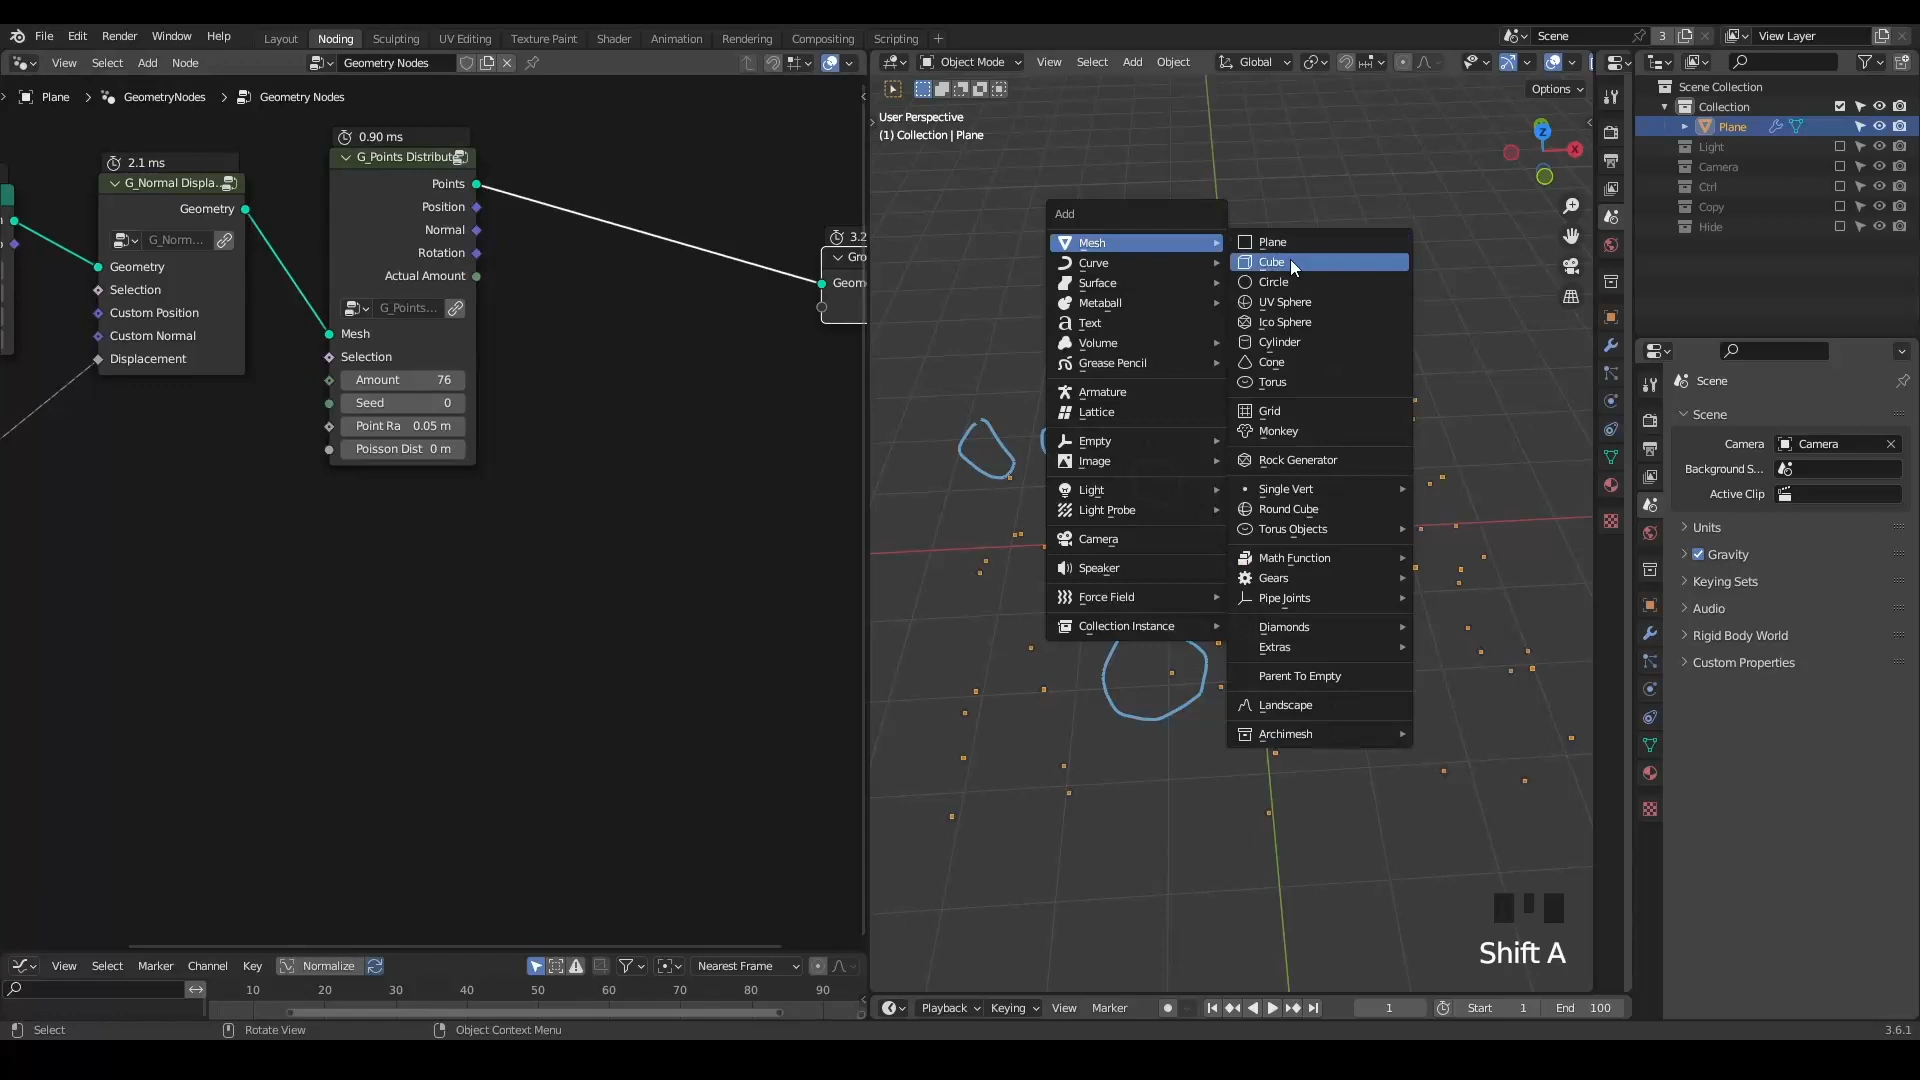 File Edit Render Window Help Layout Noding Sculpting UV Editing Texture Paint Shader Animation Rendering Compositing Scripting + Scene 3 View Layer
View Select Add Node Geometry Nodes
Object Mode View Select Add Object Global
Plane > GeometryNodes > Geometry Nodes
Options
User Perspective
(1) Collection | Plane
Scene Collection
Collection
Plane
Light
Camera
Ctrl
Copy
Hide
Z
X
2.1 ms
G_Normal Displa...
Geometry
G_Norm...
Geometry
Selection
Custom Position
Custom Normal
Displacement
0.90 ms
G_Points Distribute
Points
Position
Normal
Rotation
Actual Amount
G_Points...
Mesh
Selection
Amount 76
Seed 0
Point Ra 0.05 m
Poisson Dist 0 m
3.2
Gro
Geom
Add
Mesh
Curve
Surface
Metaball
Text
Volume
Grease Pencil
Armature
Lattice
Empty
Image
Light
Light Probe
Camera
Speaker
Force Field
Collection Instance
Plane
Cube
Circle
UV Sphere
Ico Sphere
Cylinder
Cone
Torus
Grid
Monkey
Rock Generator
Single Vert
Round Cube
Torus Objects
Math Function
Gears
Pipe Joints
Diamonds
Extras
Parent To Empty
Landscape
Archimesh
Scene
Scene
Camera Camera
Background S...
Active Clip
Units
Gravity
Keying Sets
Audio
Rigid Body World
Custom Properties
Shift A
View Select Marker Channel Key Normalize Nearest Frame
10 20 30 40 50 60 70 80 90
Playback Keying View Marker 1 Start 1 End 100
Select Rotate View Object Context Menu 3.6.1